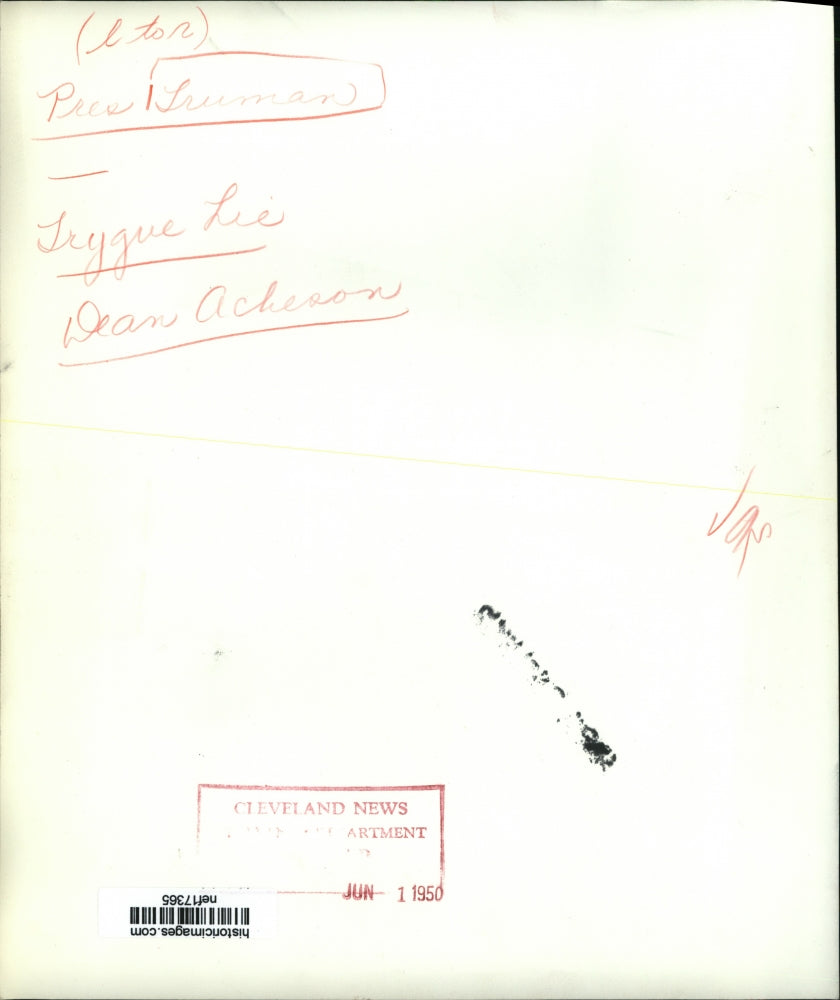 (l to r)
Pres Truman
—
Trygve Lie
Dean Acheson
CLEVELAND NEWS
ARTMENT
JUN 1 1950
historicimages.com
nef17365